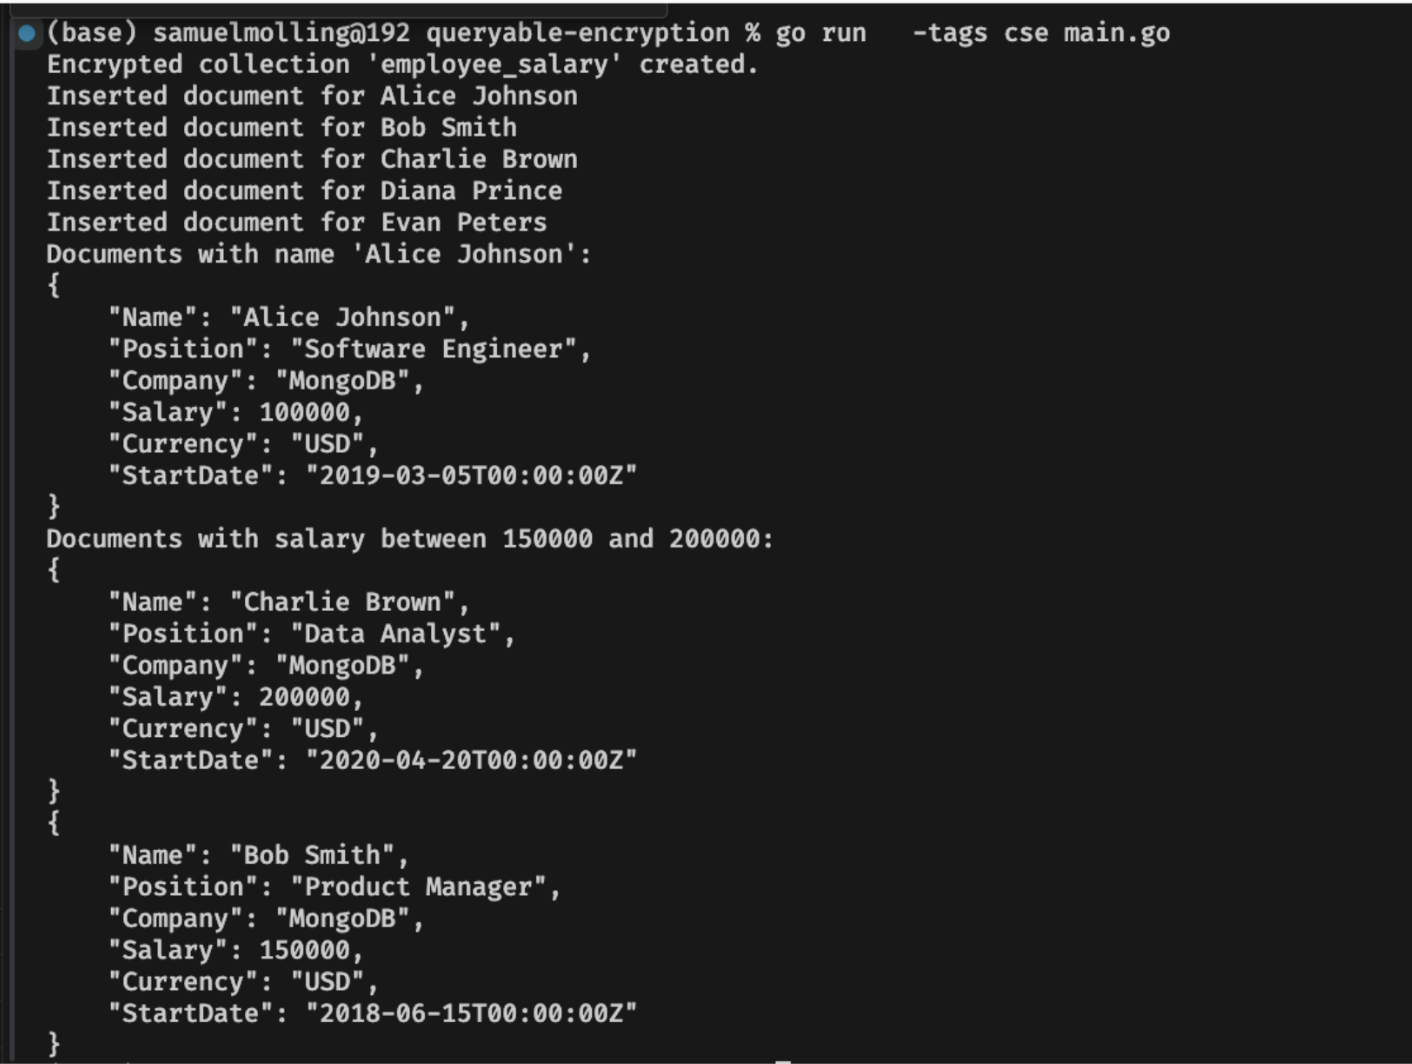 (base) samuelmolling@192 queryable-encryption % go run   -tags cse main.go
Encrypted collection 'employee_salary' created.
Inserted document for Alice Johnson
Inserted document for Bob Smith
Inserted document for Charlie Brown
Inserted document for Diana Prince
Inserted document for Evan Peters
Documents with name 'Alice Johnson':
{
    "Name": "Alice Johnson",
    "Position": "Software Engineer",
    "Company": "MongoDB",
    "Salary": 100000,
    "Currency": "USD",
    "StartDate": "2019-03-05T00:00:00Z"
}
Documents with salary between 150000 and 200000:
{
    "Name": "Charlie Brown",
    "Position": "Data Analyst",
    "Company": "MongoDB",
    "Salary": 200000,
    "Currency": "USD",
    "StartDate": "2020-04-20T00:00:00Z"
}
{
    "Name": "Bob Smith",
    "Position": "Product Manager",
    "Company": "MongoDB",
    "Salary": 150000,
    "Currency": "USD",
    "StartDate": "2018-06-15T00:00:00Z"
}